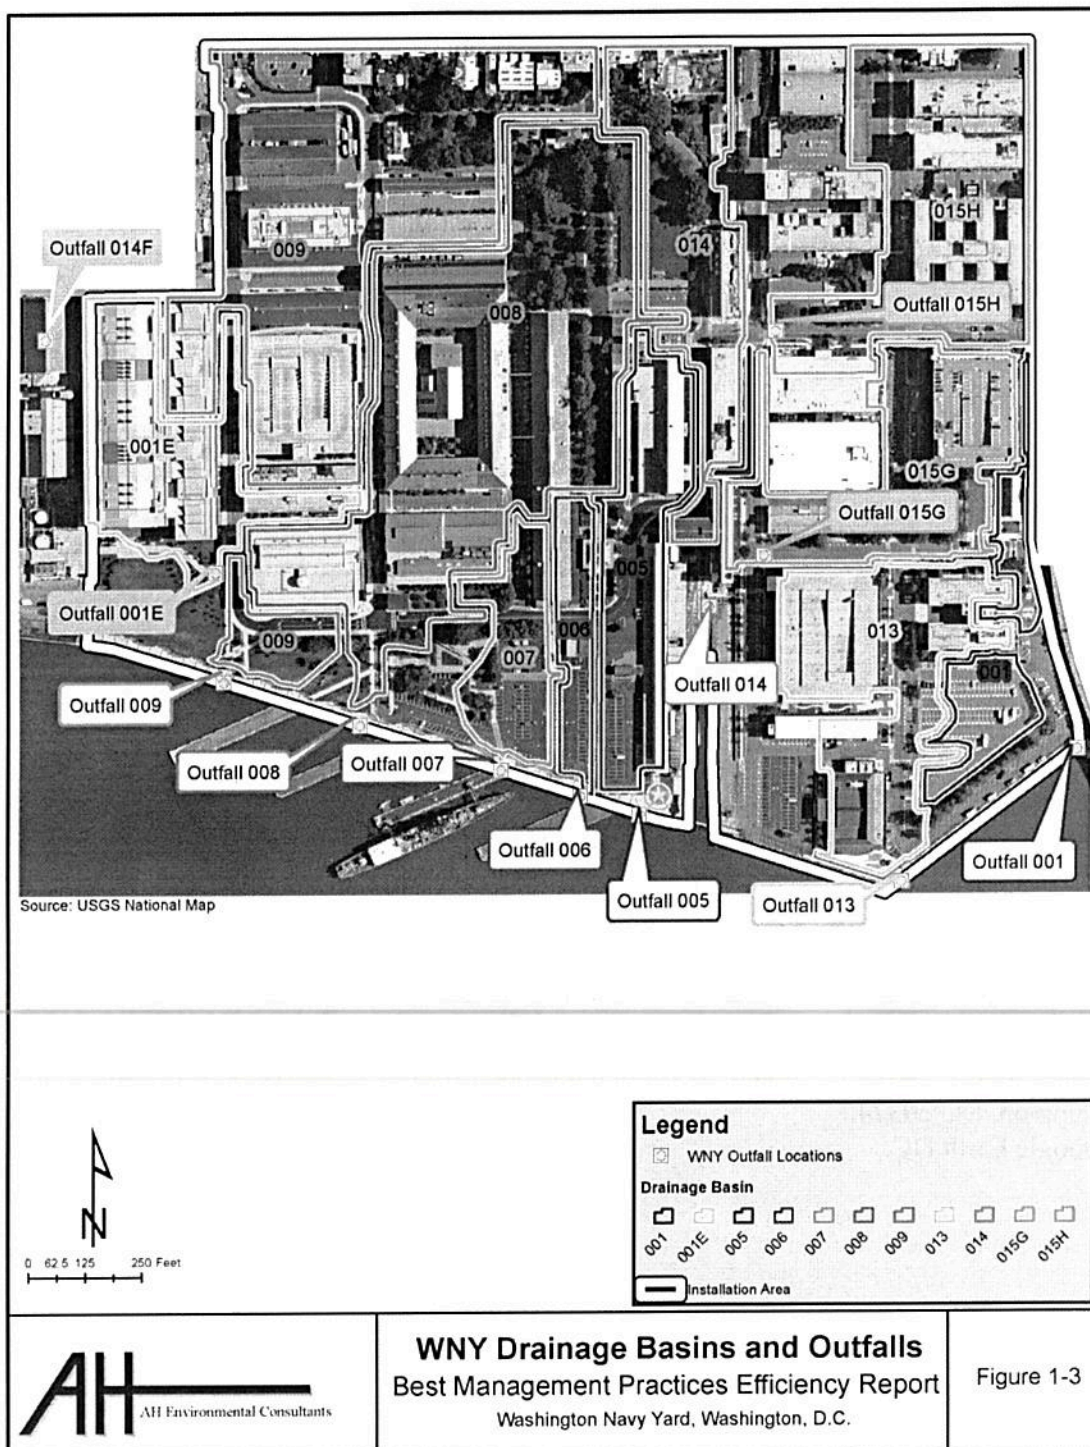 Outfall 014F
009
014
015H
008
Outfall 015H
001E
015G
Outfall 015G
005
Outfall 001E
009
007
006
013
001
Outfall 014
Outfall 009
Outfall 008
Outfall 007
Outfall 006
Outfall 005
Outfall 013
Outfall 001
Source: USGS National Map
N
0 62.5 125 250 Feet
Legend
WNY Outfall Locations
Drainage Basin
001 001E 005 006 007 008 009 013 014 015G 015H
Installation Area
AH
AH Environmental Consultants
WNY Drainage Basins and Outfalls
Best Management Practices Efficiency Report
Washington Navy Yard, Washington, D.C.
Figure 1-3